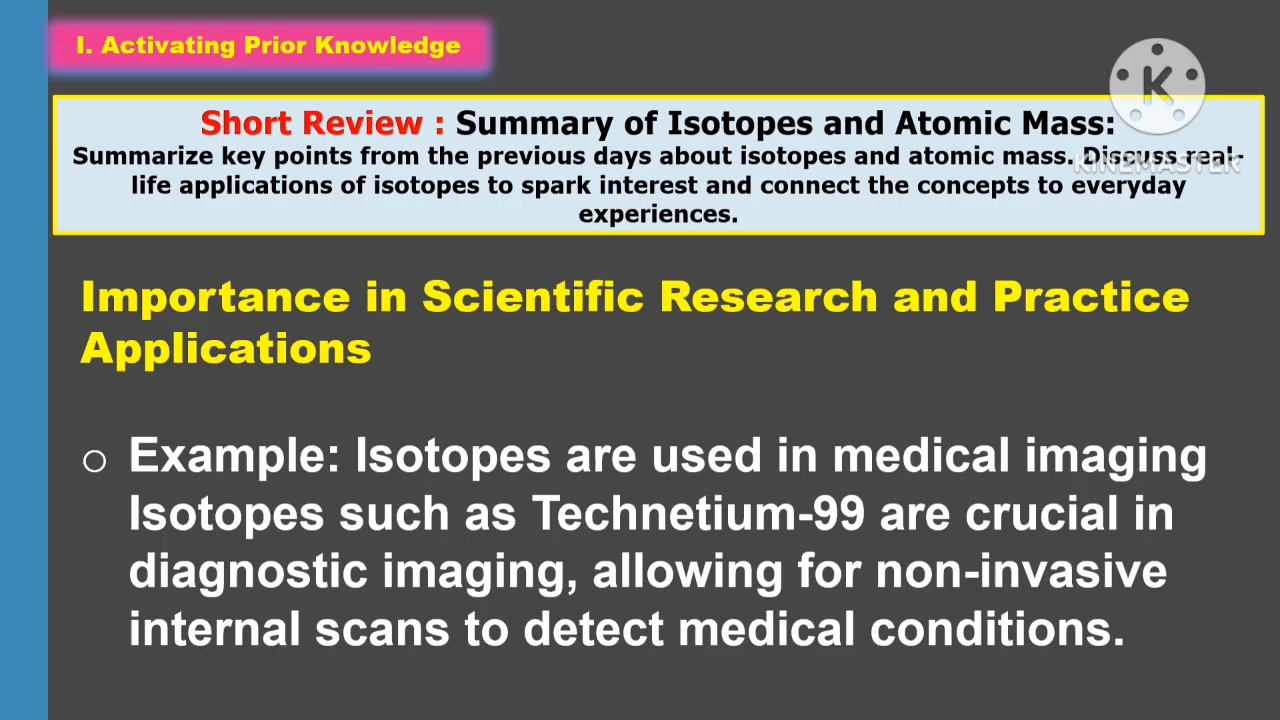 I. Activating Prior Knowledge
K
KINEMASTER
Short Review : Summary of Isotopes and Atomic Mass:
Summarize key points from the previous days about isotopes and atomic mass. Discuss real-
life applications of isotopes to spark interest and connect the concepts to everyday
experiences.
Importance in Scientific Research and Practice
Applications
o Example: Isotopes are used in medical imaging
Isotopes such as Technetium-99 are crucial in
diagnostic imaging, allowing for non-invasive
internal scans to detect medical conditions.